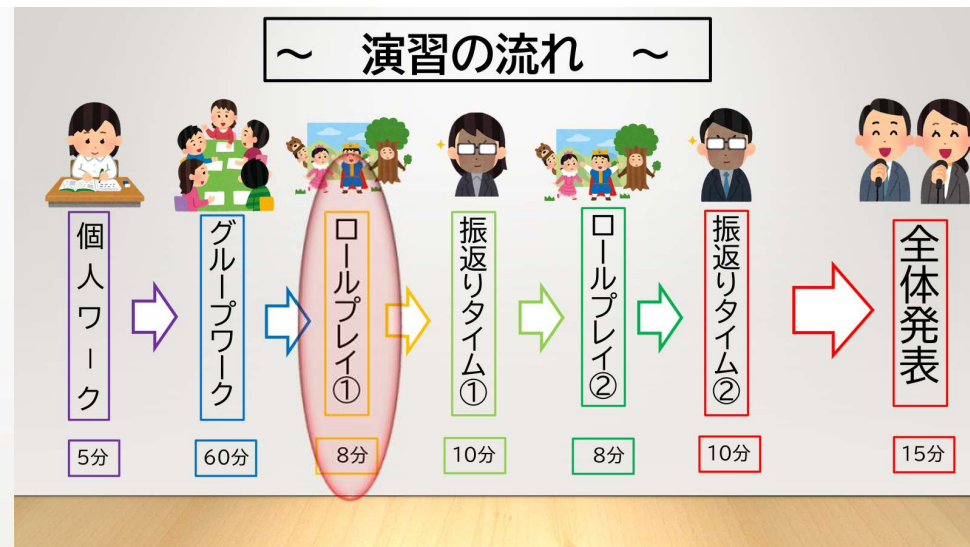 ～　演習の流れ　～
個人ワーク
グループワーク
ロールプレイ①
振返りタイム①
ロールプレイ②
振返りタイム②
全体発表
5分
60分
8分
10分
8分
10分
15分